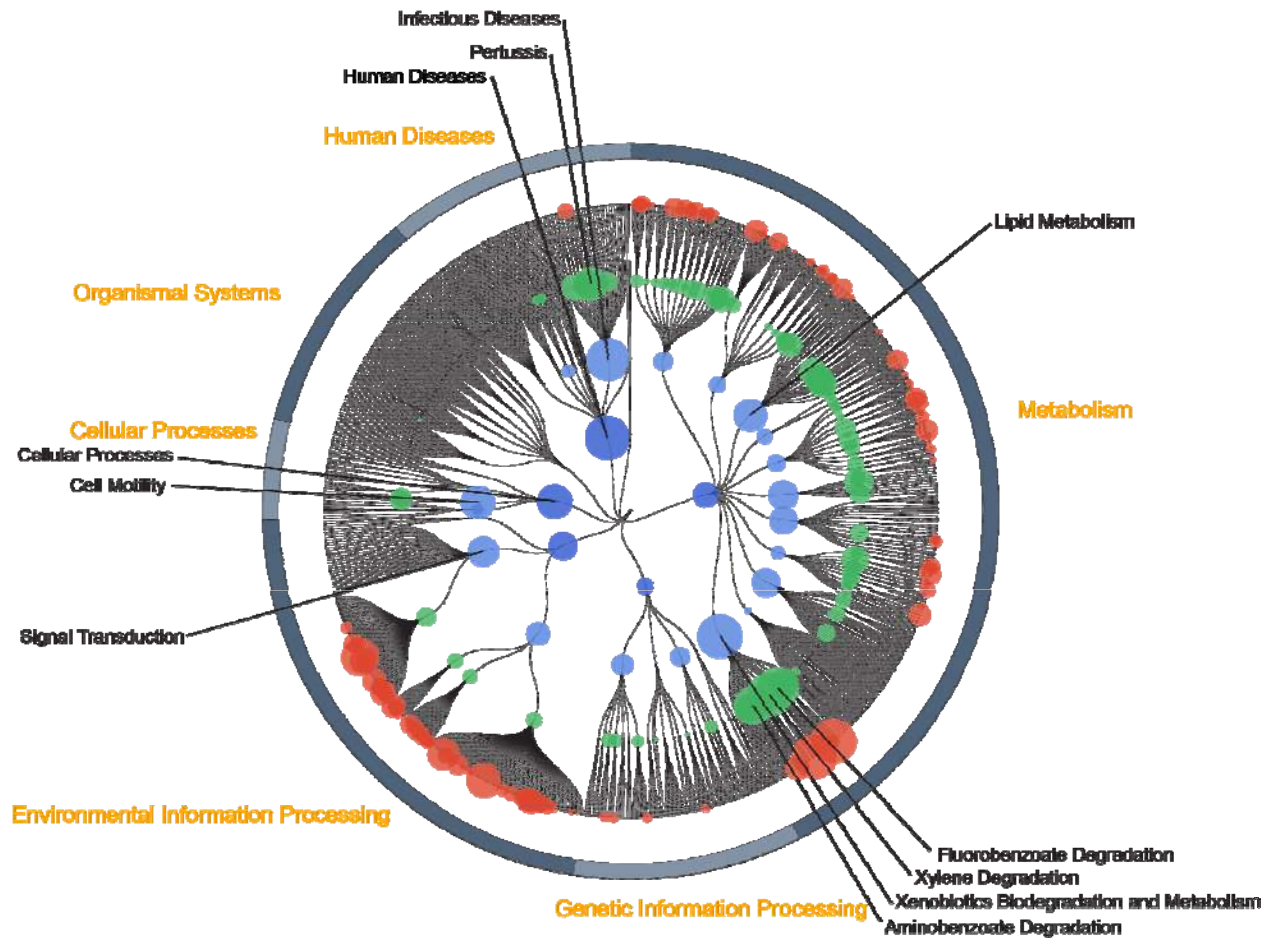 Infectious Diseases
Pertussis
Human Diseases
Human Diseases
Lipid Metabolism
Organismal Systems
Metabolism
Cellular Processes
Cellular Processes
Cell Motility
Signal Transduction
Environmental Information Processing
Fluorobenzoate Degradation
Xylene Degradation
Xenobiotics Biodegradation and Metabolism
Genetic Information Processing
Aminobenzoate Degradation